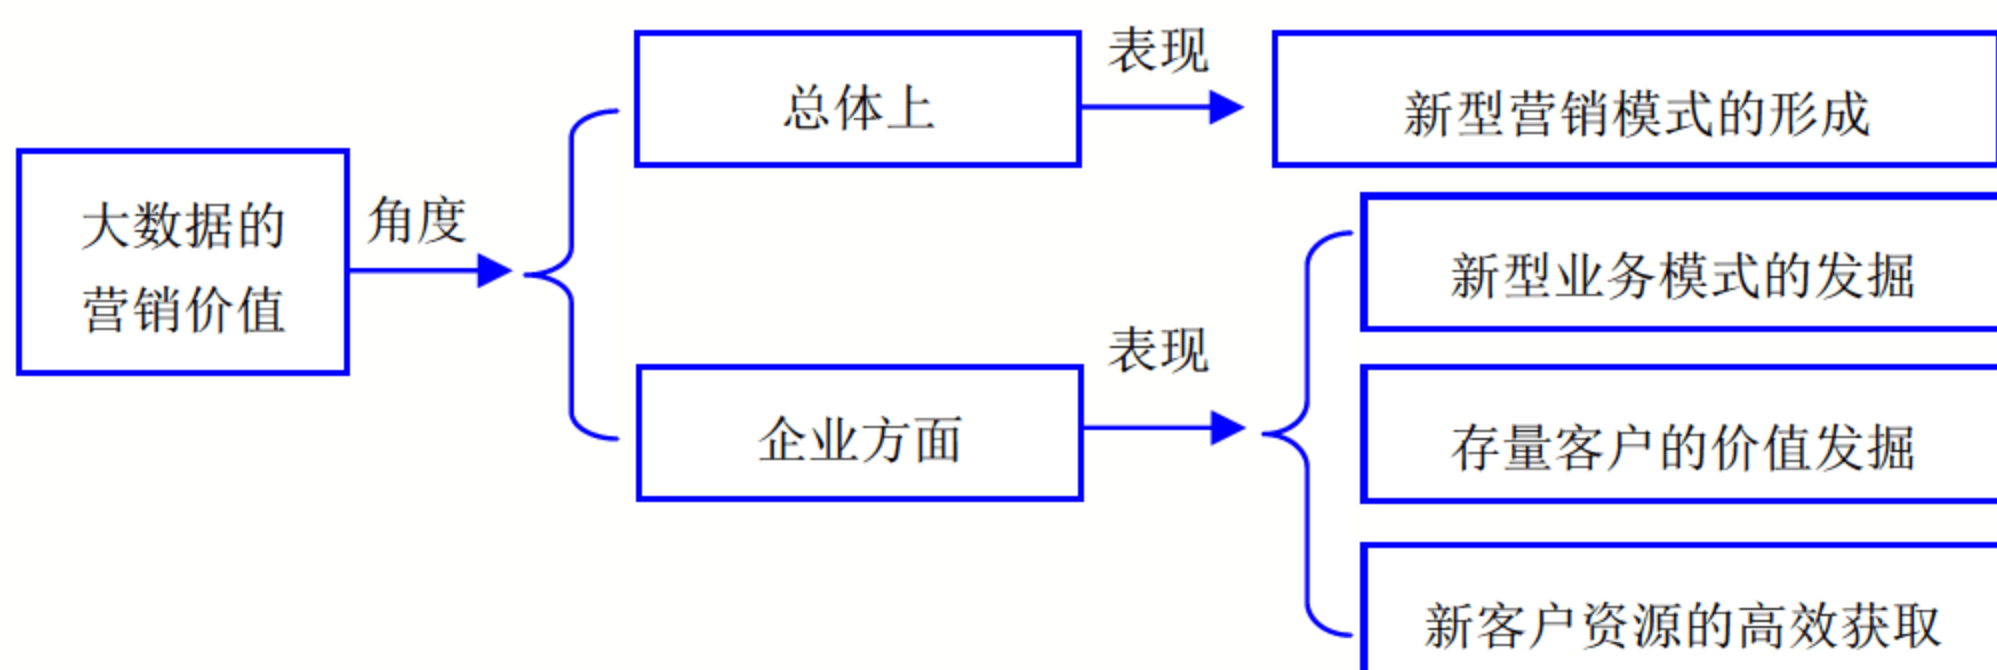 大数据的
营销价值
角度
总体上
表现
新型营销模式的形成
企业方面
表现
新型业务模式的发掘
存量客户的价值发掘
新客户资源的高效获取